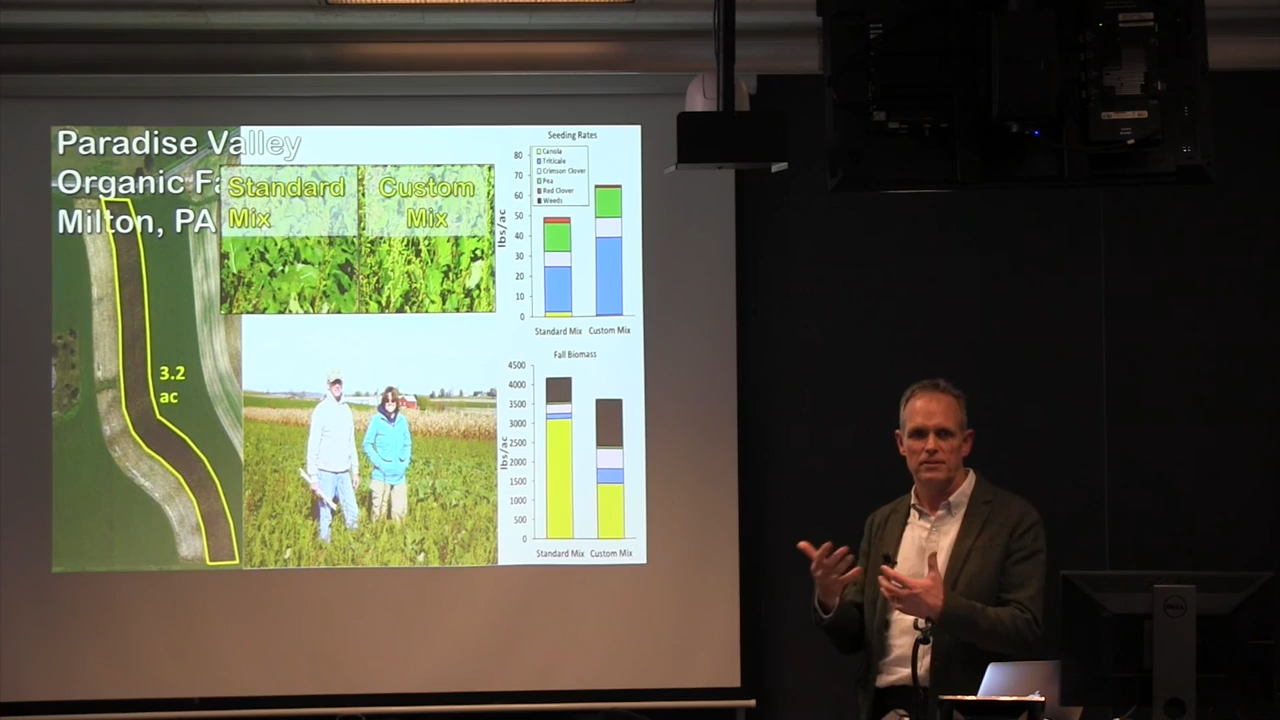 Paradise Valley
Organic Fa
Milton, PA
Standard
Mix
Custom
Mix
3.2
ac
Seeding Rates
Canola
Triticale
Crimson Clover
Pea
Red Clover
Weeds
lbs/ac
80
70
60
50
40
30
20
10
0
Standard Mix
Custom Mix
Fall Biomass
lbs/ac
4500
4000
3500
3000
2500
2000
1500
1000
500
0
Standard Mix
Custom Mix
DELL